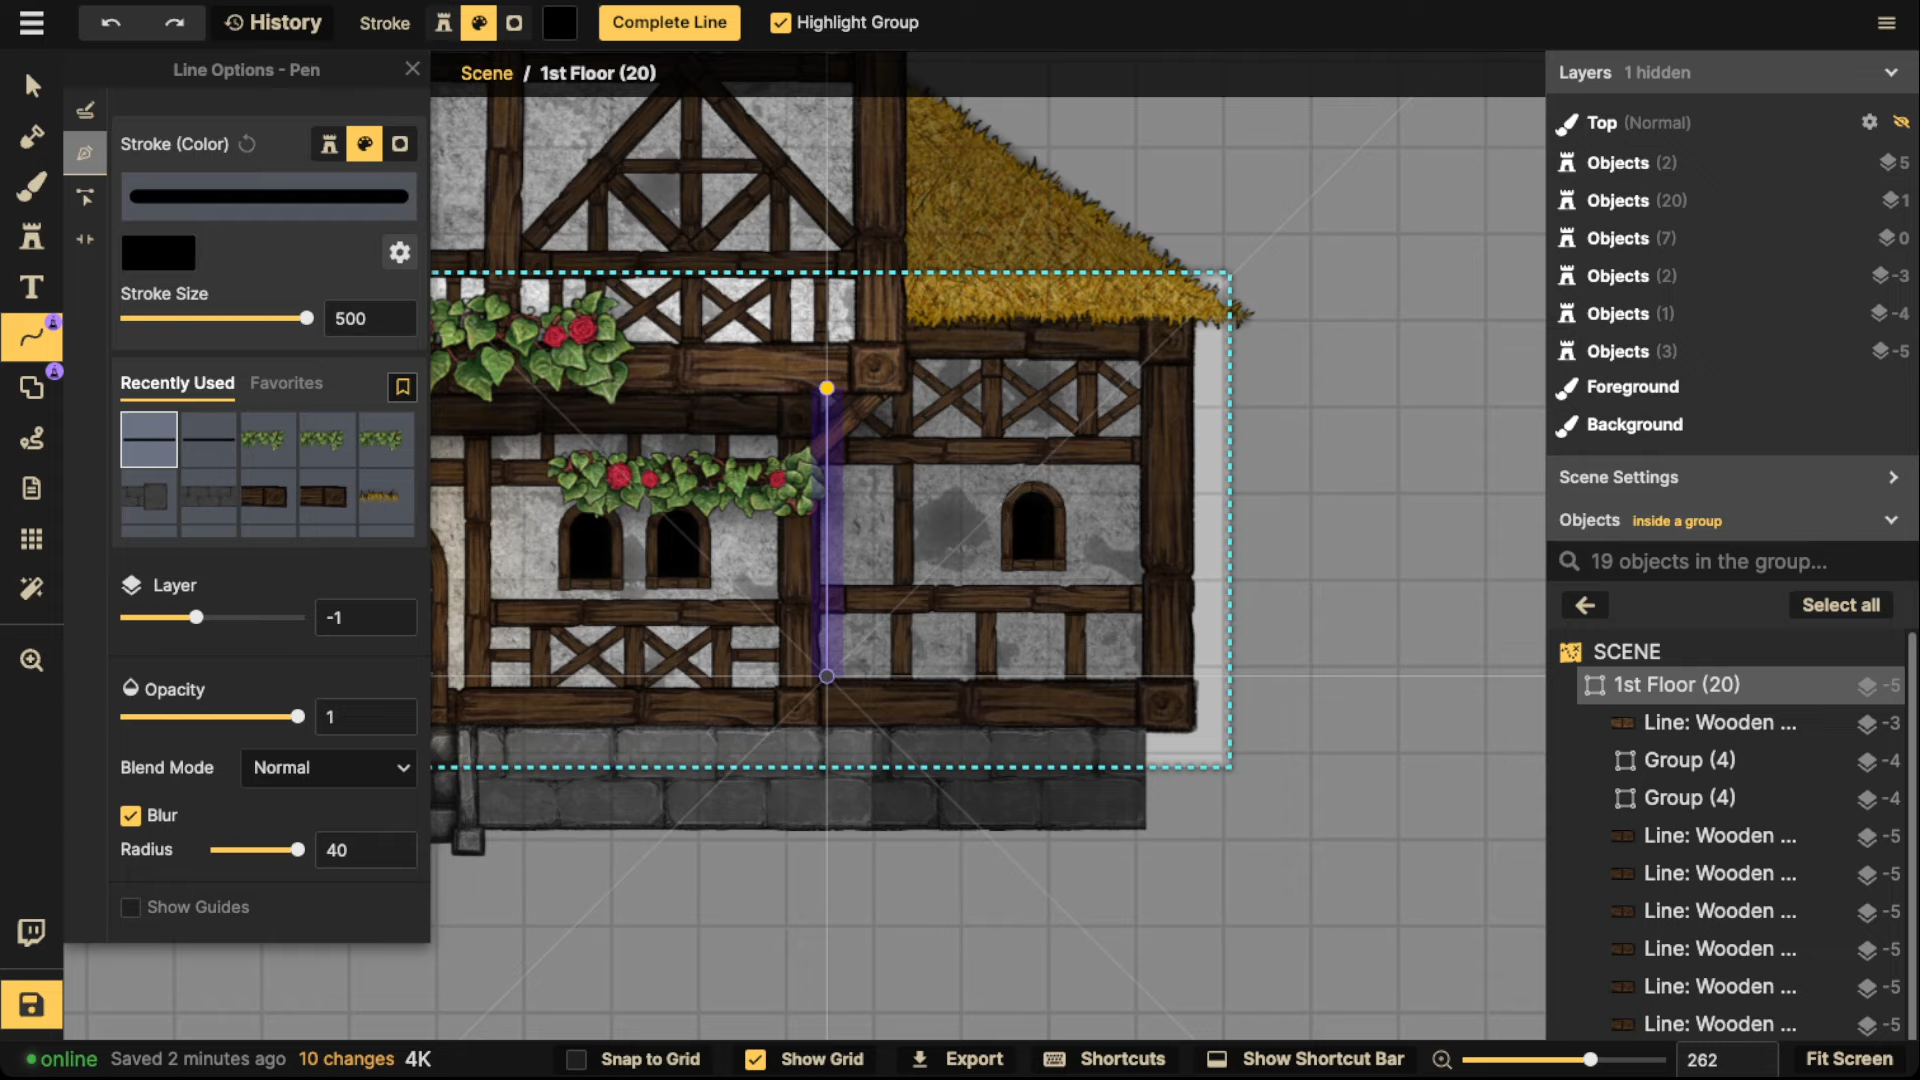 History
Stroke
Complete Line
Highlight Group
Line Options - Pen
Scene / 1st Floor (20)
Layers 1 hidden
Top (Normal)
Objects (2) 5
Objects (20) 1
Objects (7) 0
Objects (2) -3
Objects (1) -4
Objects (3) -5
Foreground
Background
Scene Settings
Objects inside a group
19 objects in the group...
Select all
SCENE
1st Floor (20) -5
Line: Wooden ... -3
Group (4) -4
Group (4) -4
Line: Wooden ... -5
Line: Wooden ... -5
Line: Wooden ... -5
Line: Wooden ... -5
Line: Wooden ... -5
Line: Wooden ... -5
Stroke (Color)
Stroke Size
500
Recently Used Favorites
Layer
-1
Opacity
1
Blend Mode Normal
Blur
Radius 40
Show Guides
online Saved 2 minutes ago 10 changes 4K
Snap to Grid
Show Grid
Export
Shortcuts
Show Shortcut Bar
262
Fit Screen